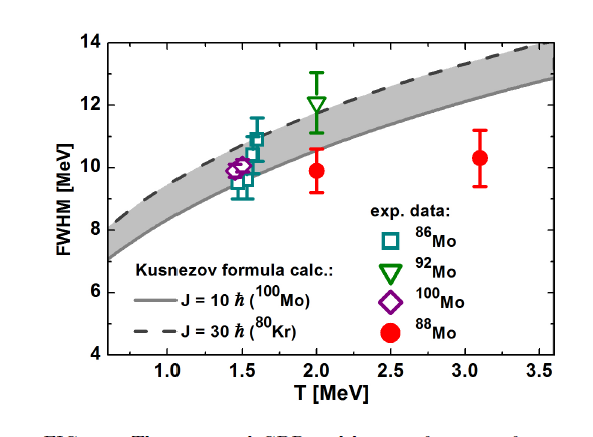 14
12
10
8
6
4
FWHM [MeV]
exp. data:
86Mo
92Mo
100Mo
88Mo
Kusnezov formula calc.:
J = 10 ℏ (100Mo)
J = 30 ℏ (80Kr)
1.0 1.5 2.0 2.5 3.0 3.5
T [MeV]